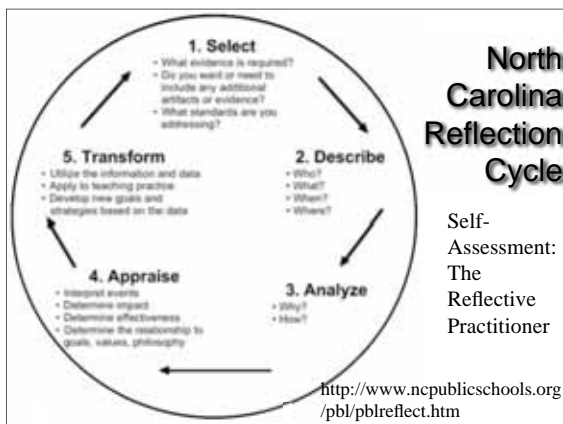 1. Select
• What evidence is required?
• Do you want or need to
include any additional
artifacts or evidence?
• What standards are you
addressing?
2. Describe
• Who?
• What?
• When?
• Where?
3. Analyze
• Why?
• How?
4. Appraise
• Interpret events
• Determine impact
• Determine effectiveness
• Determine the relationship to
goals, values, philosophy
5. Transform
• Utilize the information and data
• Apply to teaching practice
• Develop new goals and
strategies based on the data
North
Carolina
Reflection
Cycle
Self-
Assessment:
The
Reflective
Practitioner
http://www.ncpublicschools.org
/pbl/pblreflect.htm